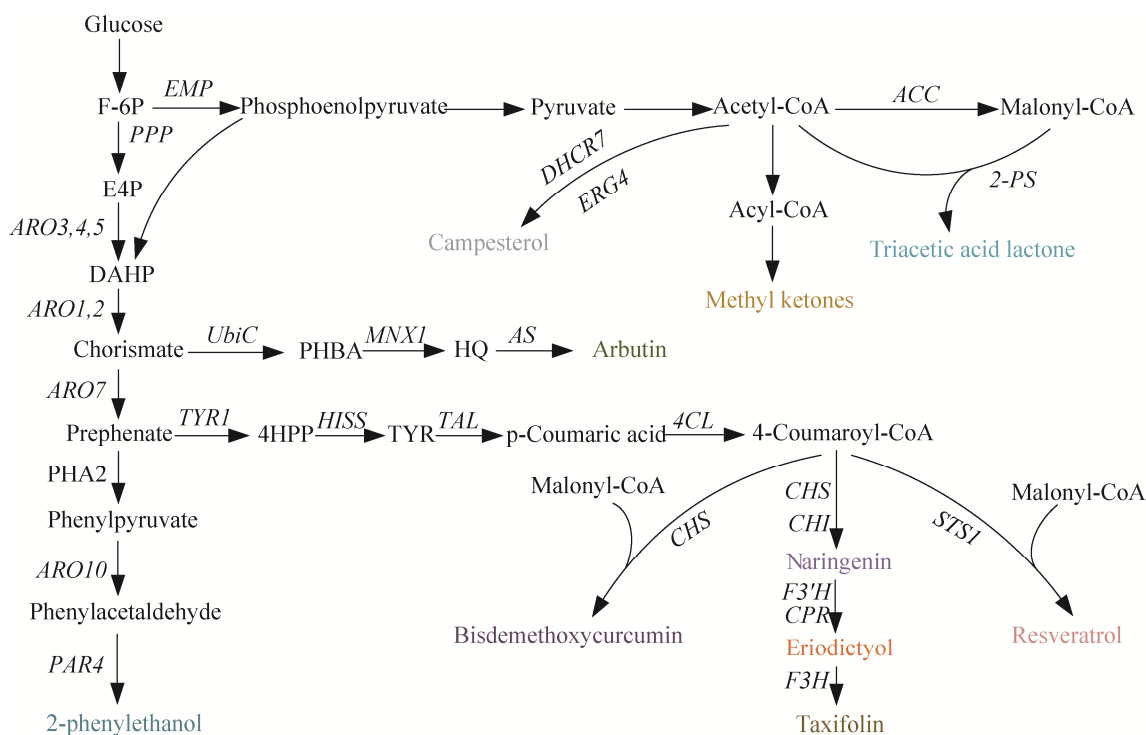 Glucose
F-6P
EMP
Phosphoenolpyruvate
Pyruvate
Acetyl-CoA
ACC
Malonyl-CoA
PPP
DHCR7
ERG4
2-PS
E4P
Acyl-CoA
ARO3,4,5
Campesterol
Triacetic acid lactone
DAHP
Methyl ketones
ARO1,2
Chorismate
UbiC
PHBA
MNX1
HQ
AS
Arbutin
ARO7
Prephenate
TYR1
4HPP
HISS
TYR
TAL
p-Coumaric acid
4CL
4-Coumaroyl-CoA
PHA2
Malonyl-CoA
CHS
CHI
Malonyl-CoA
Phenylpyruvate
CHS
STS1
ARO10
Naringenin
F3'H
CPR
Phenylacetaldehyde
Bisdemethoxycurcumin
Eriodictyol
Resveratrol
PAR4
F3H
2-phenylethanol
Taxifolin